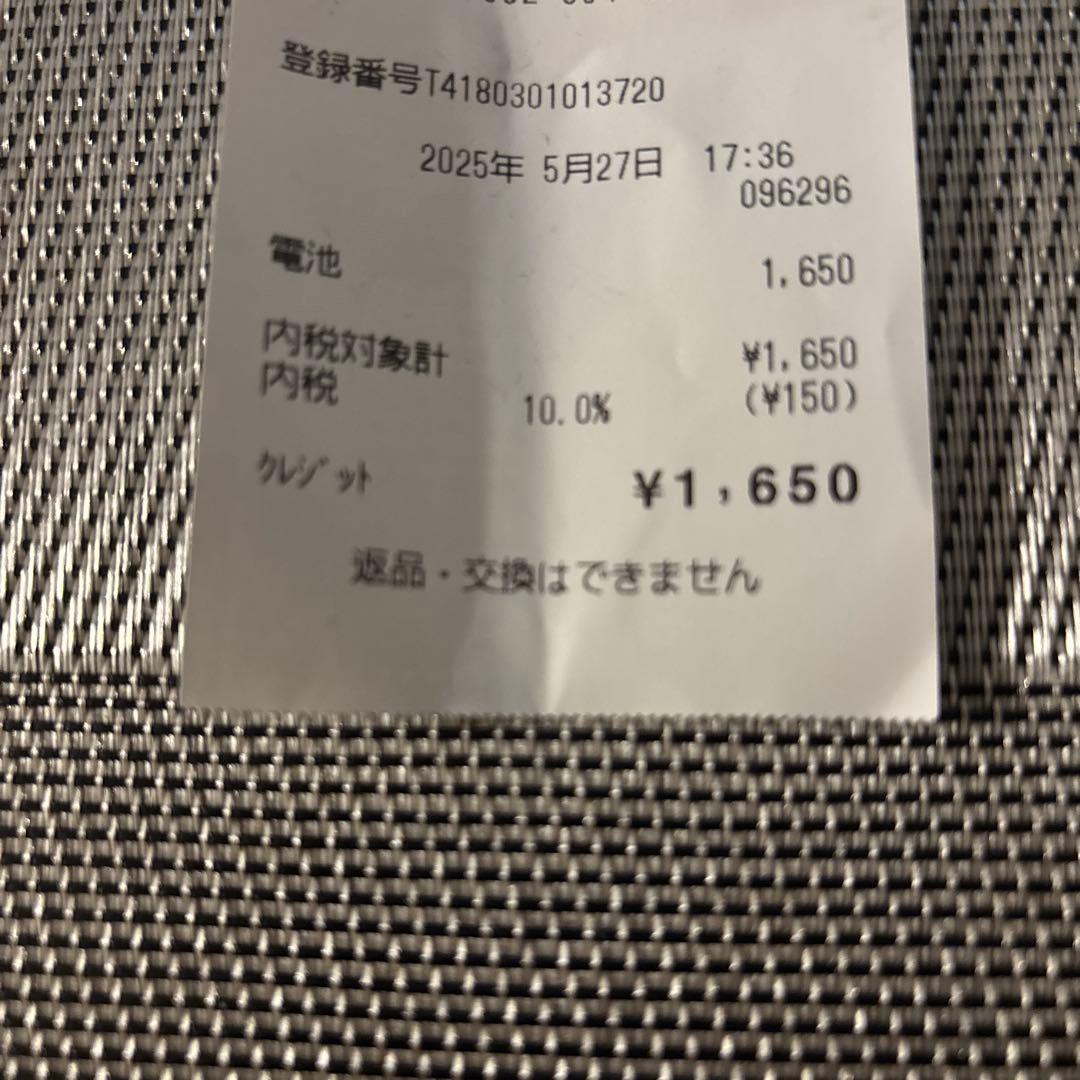 登録番号T4180301013720
2025年 5月27日 17:36
096296
電池 1,650
内税対象計 ¥1,650
内税 10.0% (¥150)
ｸﾚｼﾞｯﾄ ¥1,650
返品・交換はできません